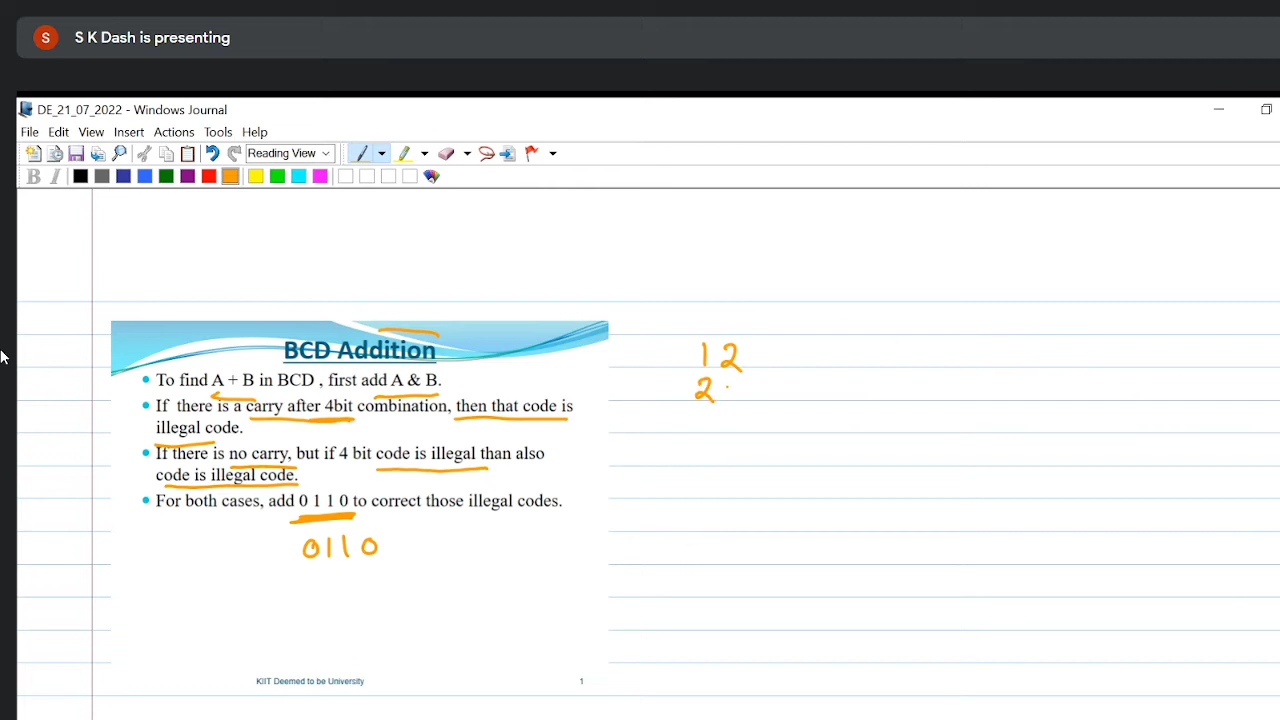 S
S K Dash is presenting
DE_21_07_2022 - Windows Journal
File Edit View Insert Actions Tools Help
Reading View
B I
BCD Addition
• To find A + B in BCD , first add A & B.
• If there is a carry after 4bit combination, then that code is
illegal code.
• If there is no carry, but if 4 bit code is illegal than also
code is illegal code.
• For both cases, add 0 1 1 0 to correct those illegal codes.
0110
KIIT Deemed to be University 1
12
2